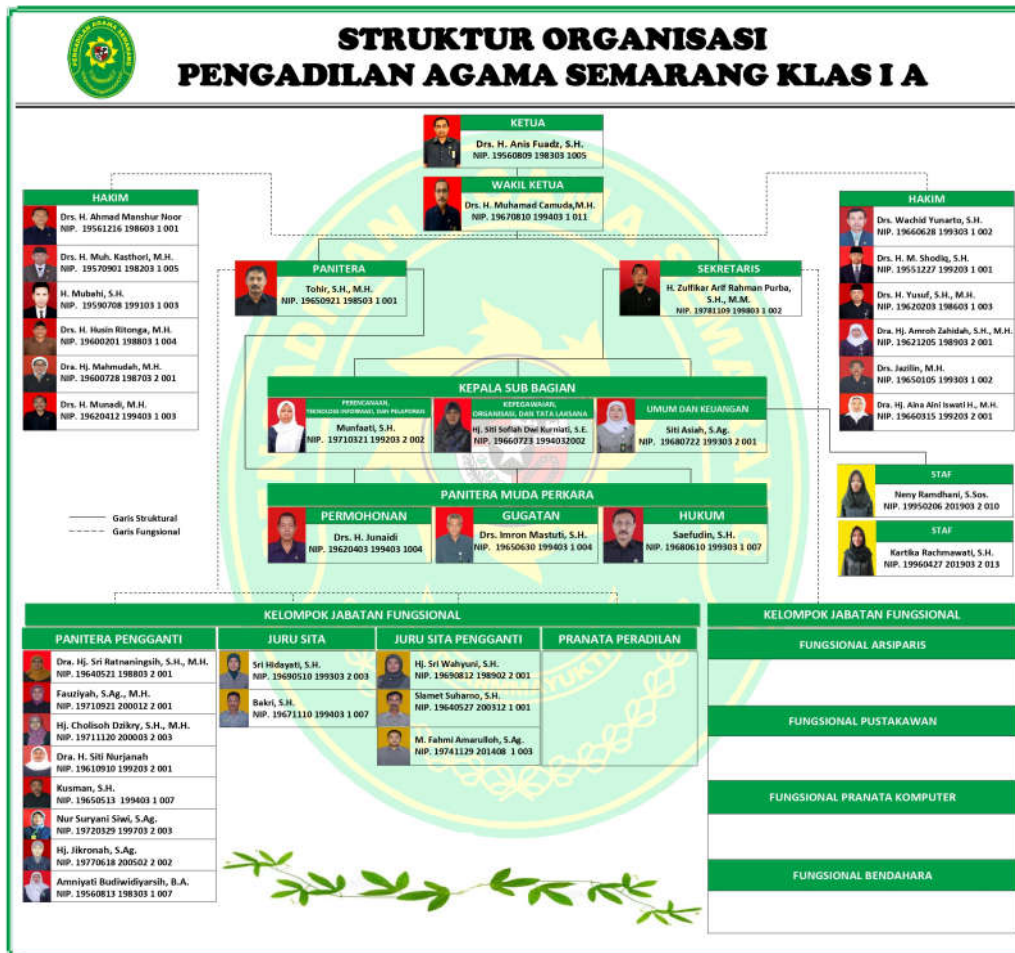 STRUKTUR ORGANISASI
PENGADILAN AGAMA SEMARANG KLAS I A
KETUA
Drs. H. Anis Fuadz, S.H.
NIP. 19560809 198303 1005
WAKIL KETUA
Drs. H. Muhamad Camuda,M.H.
NIP. 19670810 199403 1 011
HAKIM
Drs. H. Ahmad Manshur Noor
NIP. 19561216 198603 1 001
Drs. H. Muh. Kasthori, M.H.
NIP. 19570901 198203 1 005
H. Mubahi, S.H.
NIP. 19590708 199103 1 003
Drs. H. Husin Ritonga, M.H.
NIP. 19600201 198803 1 004
Dra. Hj. Mahmudah, M.H.
NIP. 19600728 198703 2 001
Drs. H. Munadi, M.H.
NIP. 19620412 199403 1 003
HAKIM
Drs. Wachid Yunarto, S.H.
NIP. 19660628 199303 1 002
Drs. H. M. Shodiq, S.H.
NIP. 19551227 199203 1 001
Drs. H. Yusuf, S.H., M.H.
NIP. 19620203 198603 1 003
Dra. Hj. Amroh Zahidah, S.H., M.H.
NIP. 19621205 198903 2 001
Drs. Jazilin, M.H.
NIP. 19650105 199303 1 002
Dra. Hj. Aina Aini Iswati H., M.H.
NIP. 19660315 199203 2 001
PANITERA
Tohir, S.H., M.H.
NIP. 19650921 198503 1 001
SEKRETARIS
H. Zulfikar Arif Rahman Purba,
S.H., M.M.
NIP. 19781109 199803 1 002
KEPALA SUB BAGIAN
PERENCANAAN,
TEKNOLOGI INFORMASI, DAN PELAPORAN
Munfaati, S.H.
NIP. 19710321 199203 2 002
KEPEGAWAIAN,
ORGANISASI, DAN TATA LAKSANA
Hj. Siti Sofiah Dwi Kurniati, S.E.
NIP. 19660723 1994032002
UMUM DAN KEUANGAN
Siti Asiah, S.Ag.
NIP. 19680722 199303 2 001
STAF
Neny Ramdhani, S.Sos.
NIP. 19950206 201903 2 010
STAF
Kartika Rachmawati, S.H.
NIP. 19960427 201903 2 013
PANITERA MUDA PERKARA
PERMOHONAN
Drs. H. Junaidi
NIP. 19620403 199403 1004
GUGATAN
Drs. Imron Mastuti, S.H.
NIP. 19650630 199403 1 004
HUKUM
Saefudin, S.H.
NIP. 19680610 199303 1 007
Garis Struktural
Garis Fungsional
KELOMPOK JABATAN FUNGSIONAL
PANITERA PENGGANTI
Dra. Hj. Sri Ratnaningsih, S.H., M.H.
NIP. 19640521 198803 2 001
Fauziyah, S.Ag., M.H.
NIP. 19710921 200012 2 001
Hj. Cholisoh Dzikry, S.H., M.H.
NIP. 19711120 200003 2 003
Dra. H. Siti Nurjanah
NIP. 19610910 199203 2 001
Kusman, S.H.
NIP. 19650513 199403 1 007
Nur Suryani Siwi, S.Ag.
NIP. 19720329 199703 2 003
Hj. Jikronah, S.Ag.
NIP. 19770618 200502 2 002
Amniyati Budiwidiyarsih, B.A.
NIP. 19560813 198303 1 007
JURU SITA
Sri Hidayati, S.H.
NIP. 19690510 199303 2 003
Bakri, S.H.
NIP. 19671110 199403 1 007
JURU SITA PENGGANTI
Hj. Sri Wahyuni, S.H.
NIP. 19690812 198902 2 001
Slamet Suharno, S.H.
NIP. 19640527 200312 1 001
M. Fahmi Amarulloh, S.Ag.
NIP. 19741129 201408 1 003
PRANATA PERADILAN
KELOMPOK JABATAN FUNGSIONAL
FUNGSIONAL ARSIPARIS
FUNGSIONAL PUSTAKAWAN
FUNGSIONAL PRANATA KOMPUTER
FUNGSIONAL BENDAHARA